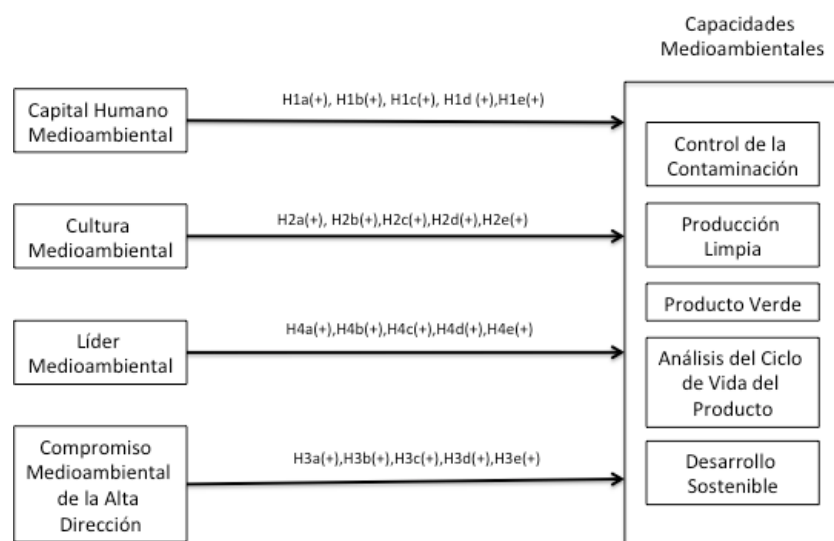 Capacidades
Medioambientales
Capital Humano
Medioambiental
H1a(+), H1b(+), H1c(+), H1d (+),H1e(+)
Control de la
Contaminación
Cultura
Medioambiental
H2a(+), H2b(+),H2c(+),H2d(+),H2e(+)
Producción
Limpia
Producto Verde
Líder
Medioambiental
H4a(+),H4b(+),H4c(+),H4d(+),H4e(+)
Análisis del Ciclo
de Vida del
Producto
Compromiso
Medioambiental
de la Alta
Dirección
H3a(+),H3b(+),H3c(+),H3d(+),H3e(+)
Desarrollo
Sostenible